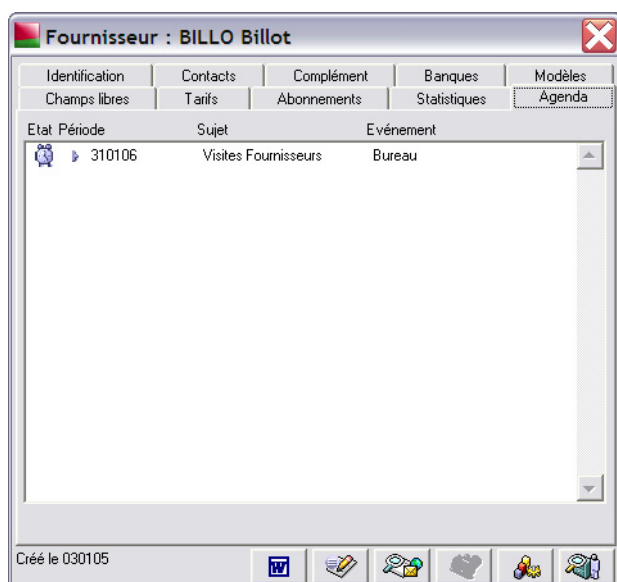 Fournisseur : BILLO Billot
Identification Contacts Complément Banques Modèles
Champs libres Tarifs Abonnements Statistiques Agenda
Etat Période Sujet Evénement
310106 Visites Fournisseurs Bureau
Créé le 030105